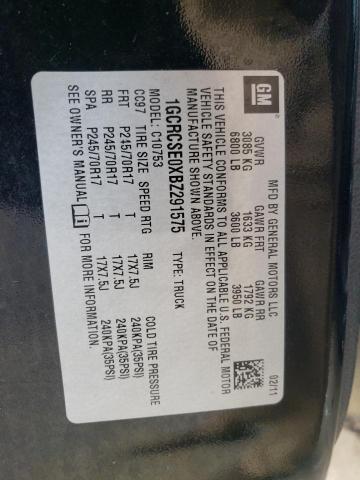 GM
MFD BY GENERAL MOTORS LLC 02/11
GVWR GAWR FRT GAWR RR
3085 KG 1633 KG 1792 KG
6800 LB 3600 LB 3950 LB
THIS VEHICLE CONFORMS TO ALL APPLICABLE U.S. FEDERAL MOTOR
VEHICLE SAFETY STANDARDS IN EFFECT ON THE DATE OF
MANUFACTURE SHOWN ABOVE.
1GCRCSE0XBZ291575 TYPE: TRUCK
MODEL: C10753
CC97 TIRE SIZE SPEED RTG RIM COLD TIRE PRESSURE
FRT P245/70R17 T 17X7.5J 240KPA(35PSI)
RR P245/70R17 T 17X7.5J 240KPA(35PSI)
SPA P245/70R17 T 17X7.5J 240KPA(35PSI)
SEE OWNERS MANUAL FOR MORE INFORMATION.